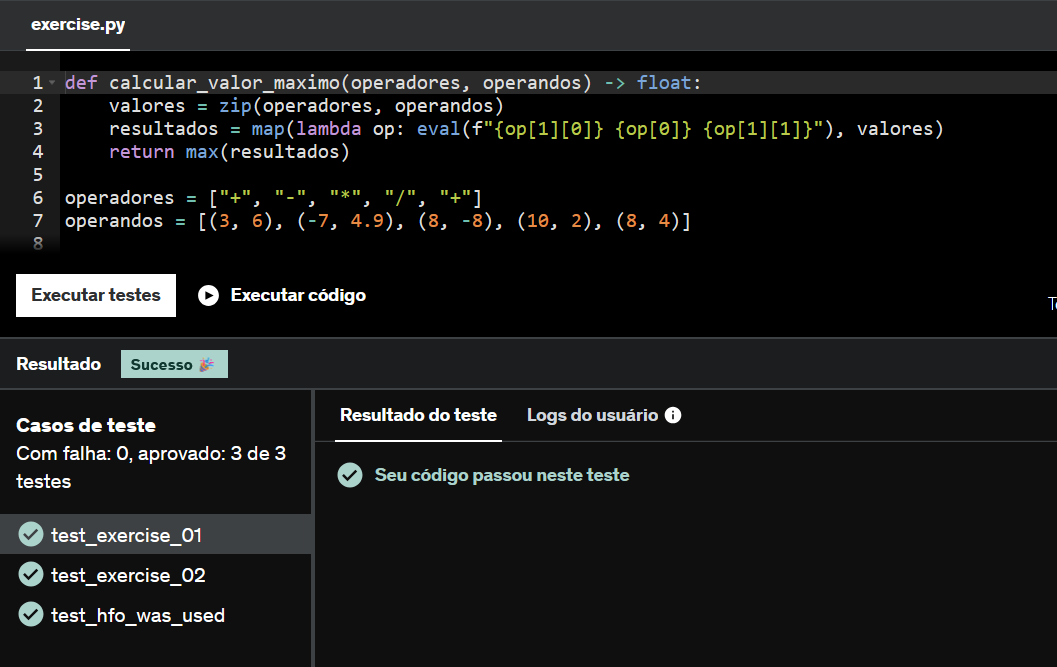 exercise.py
1 def calcular_valor_maximo(operadores, operandos) -> float:
2     valores = zip(operadores, operandos)
3     resultados = map(lambda op: eval(f"{op[1][0]} {op[0]} {op[1][1]}"), valores)
4     return max(resultados)
5
6 operadores = ["+", "-", "*", "/", "+"]
7 operandos = [(3, 6), (-7, 4.9), (8, -8), (10, 2), (8, 4)]
8
Executar testes Executar código
Resultado Sucesso 🎉
Casos de teste
Com falha: 0, aprovado: 3 de 3
testes
test_exercise_01
test_exercise_02
test_hfo_was_used
Resultado do teste Logs do usuário
Seu código passou neste teste